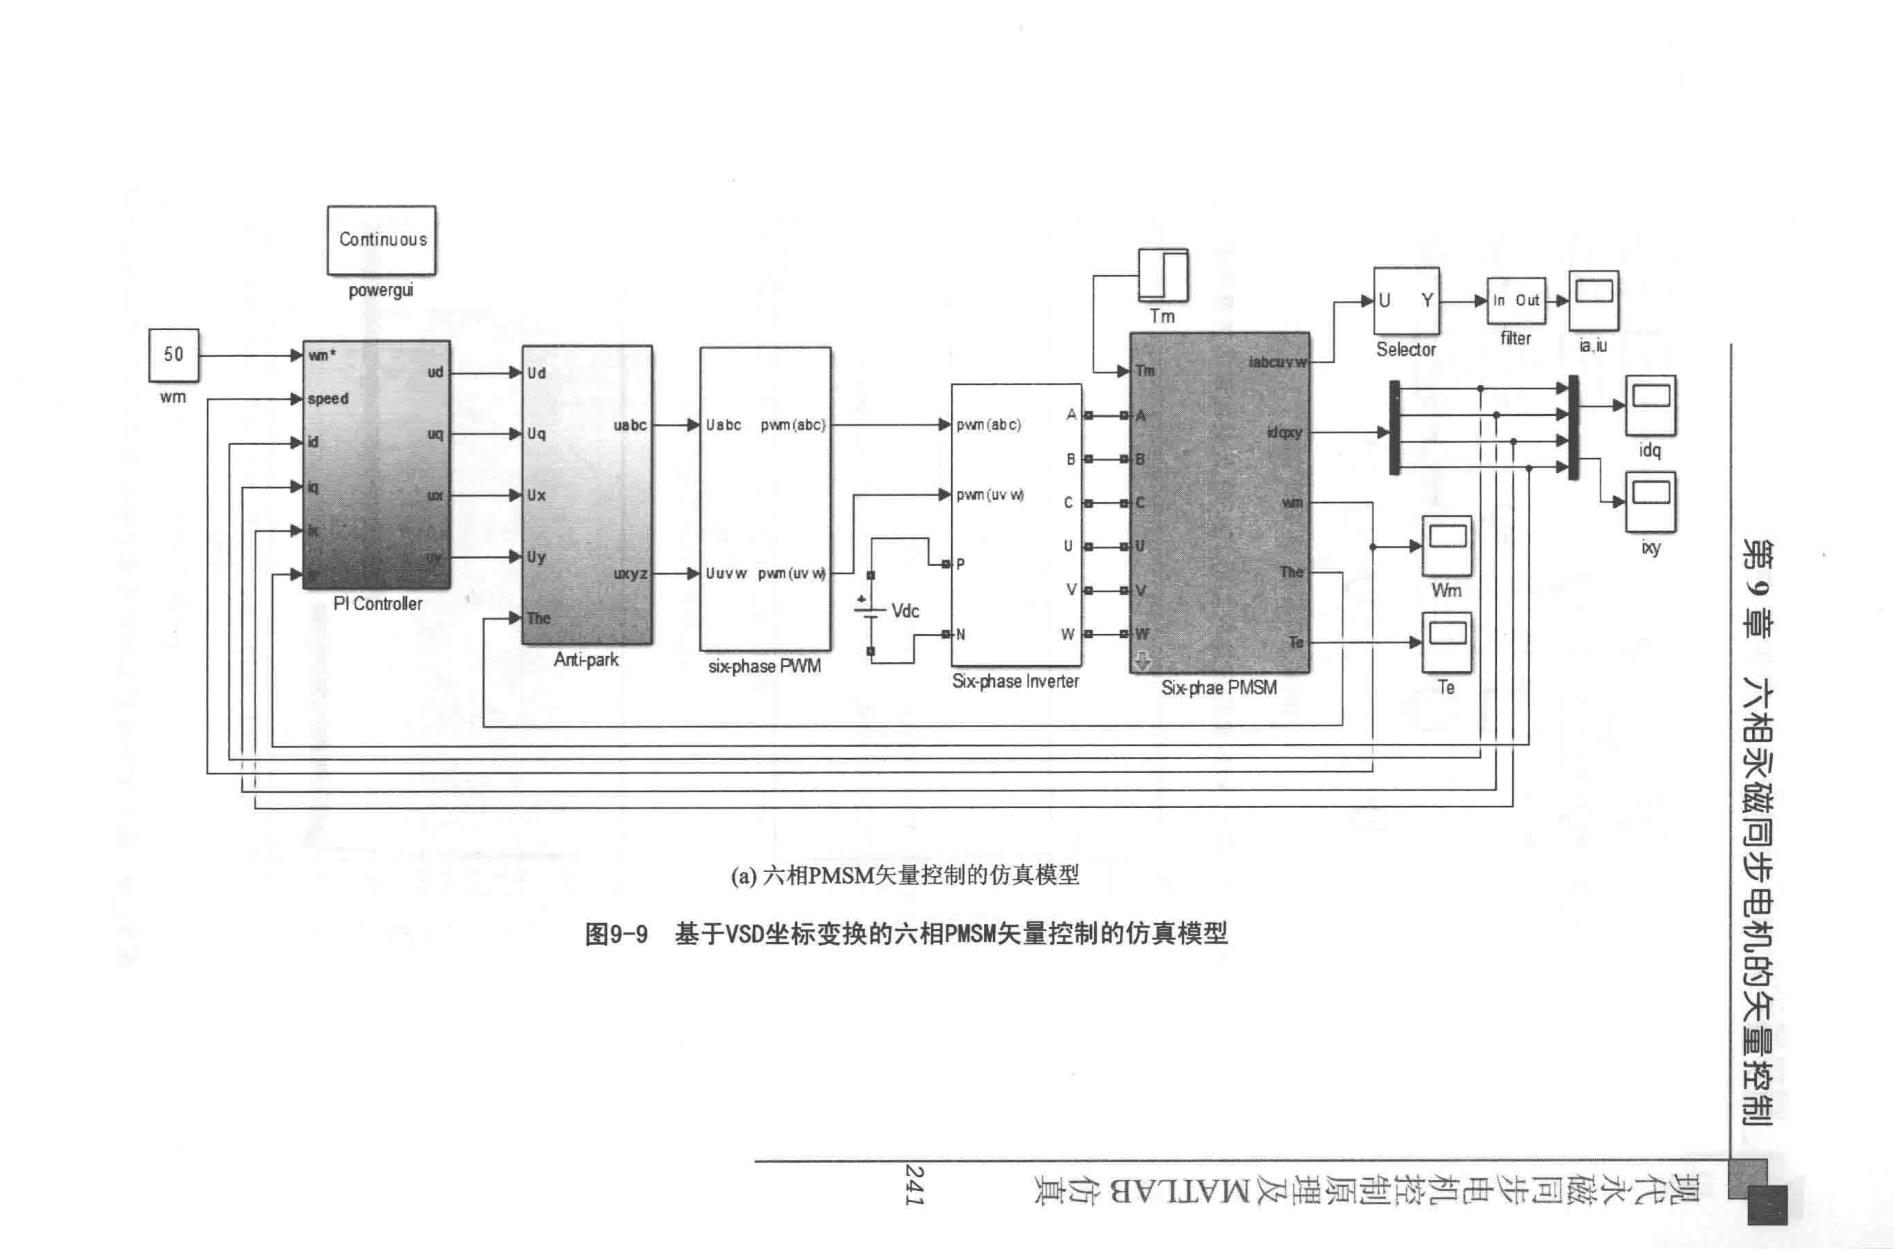 Continuous
powergui
50
wm
wm*
speed
id
iq
ix
iy
ud
uq
ux
uy
PI Controller
Ud
Uq
Ux
Uy
The
uabc
uxyz
Anti-park
Uabc pwm(abc)
Uuvw pwm(uvw)
six-phase PWM
+
Vdc
pwm(abc)
pwm(uvw)
P
N
A
B
C
U
V
W
Six-phase Inverter
Tm
Tm
A
B
C
U
V
W
iabcuvw
idqxy
wm
The
Te
Six-phae PMSM
U Y
Selector
In Out
filter
ia,iu
idq
ixy
Wm
Te
(a) 六相PMSM矢量控制的仿真模型
图9-9 基于VSD坐标变换的六相PMSM矢量控制的仿真模型
第9章 六相永磁同步电机的矢量控制
241
现代永磁同步电机控制原理及MATLAB仿真